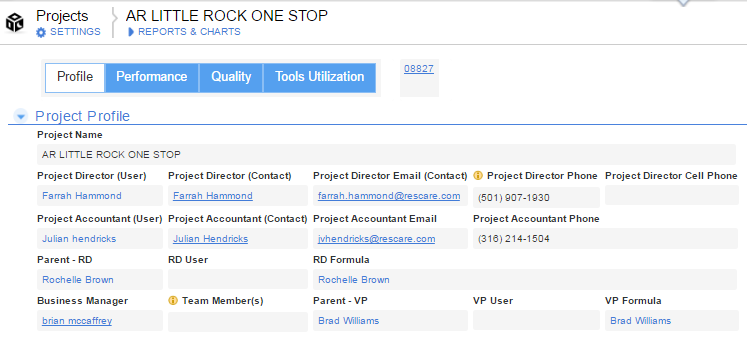 Projects
AR LITTLE ROCK ONE STOP
SETTINGS
REPORTS & CHARTS
Profile Performance Quality Tools Utilization 08827
Project Profile
Project Name
AR LITTLE ROCK ONE STOP
Project Director (User) Project Director (Contact) Project Director Email (Contact) Project Director Phone Project Director Cell Phone
Farrah Hammond Farrah Hammond farrah.hammond@rescare.com (501) 907-1930
Project Accountant (User) Project Accountant (Contact) Project Accountant Email Project Accountant Phone
Julian hendricks Julian Hendricks jvhendricks@rescare.com (316) 214-1504
Parent - RD RD User RD Formula
Rochelle Brown Rochelle Brown
Business Manager Team Member(s) Parent - VP VP User VP Formula
brian mccaffrey Brad Williams Brad Williams